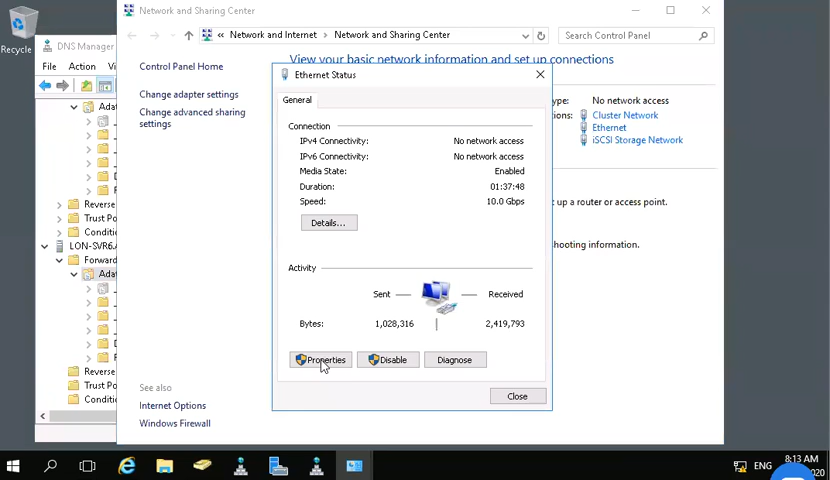 Network and Sharing Center
Recycle
DNS Manager
« Network and Internet > Network and Sharing Center
Search Control Panel
File Action
Control Panel Home
View your basic network information and set up connections
Change adapter settings
Change advanced sharing
settings
Ethernet Status
General
Connection
IPv4 Connectivity: No network access
IPv6 Connectivity: No network access
Media State: Enabled
Duration: 01:37:48
Speed: 10.0 Gbps
Details...
Activity
Sent — — Received
Bytes: 1,028,316 2,419,793
Properties
Disable
Diagnose
Close
No network access
Cluster Network
Ethernet
iSCSI Storage Network
up a router or access point.
hooting information.
Adat
Reverse
Trust Po
Condit
LON-SVR6.A
Forward
Adat
Reverse
Trust Po
Condit
See also
Internet Options
Windows Firewall
ENG
8:13 AM